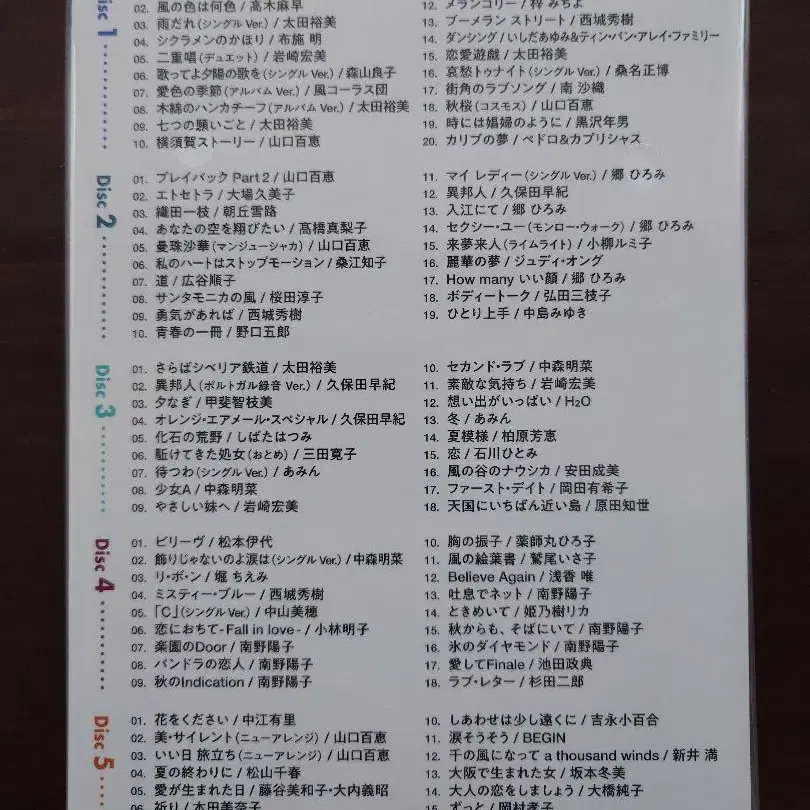 Disc 1
02. 風の色は何色 / 高木麻早
03. 雨だれ(シングル Ver.) / 太田裕美
04. シクラメンのかほり / 布施 明
05. 二重唱(デュエット) / 岩崎宏美
06. 歌ってよ夕陽の歌を(シングル Ver.) / 森山良子
07. 愛色の季節(アルバム Ver.) / 風コーラス団
08. 木綿のハンカチーフ(アルバム Ver.) / 太田裕美
09. 七つの願いごと / 太田裕美
10. 横須賀ストーリー / 山口百恵
12. メランコリー / 梓 みちよ
13. ブーメラン ストリート / 西城秀樹
14. ダンシング / いしだあゆみ&ティン・パン・アレイ・ファミリー
15. 恋愛遊戯 / 太田裕美
16. 哀愁トゥナイト(シングル Ver.) / 桑名正博
17. 街角のラブソング / 南 沙織
18. 秋桜(コスモス) / 山口百恵
19. 時には娼婦のように / 黒沢年男
20. カリブの夢 / ペドロ&カプリシャス
Disc 2
01. プレイバック Part 2 / 山口百恵
02. エトセトラ / 大場久美子
03. 織田一枝 / 朝丘雪路
04. あなたの空を翔びたい / 髙橋真梨子
05. 曼珠沙華(マンジューシャカ) / 山口百恵
06. 私のハートはストップモーション / 桑江知子
07. 道 / 広谷順子
08. サンタモニカの風 / 桜田淳子
09. 勇気があれば / 西城秀樹
10. 青春の一冊 / 野口五郎
11. マイ レディー(シングル Ver.) / 郷 ひろみ
12. 異邦人 / 久保田早紀
13. 入江にて / 郷 ひろみ
14. セクシー・ユー(モンロー・ウォーク) / 郷 ひろみ
15. 来夢来人(ライムライト) / 小柳ルミ子
16. 麗華の夢 / ジュディ・オング
17. How many いい顔 / 郷 ひろみ
18. ボディートーク / 弘田三枝子
19. ひとり上手 / 中島みゆき
Disc 3
01. さらばシベリア鉄道 / 太田裕美
02. 異邦人(ポルトガル録音 Ver.) / 久保田早紀
03. 夕なぎ / 甲斐智枝美
04. オレンジ・エアメール・スペシャル / 久保田早紀
05. 化石の荒野 / しばたはつみ
06. 駈けてきた処女(おとめ) / 三田寛子
07. 待つわ(シングル Ver.) / あみん
08. 少女A / 中森明菜
09. やさしい妹へ / 岩崎宏美
10. セカンド・ラブ / 中森明菜
11. 素敵な気持ち / 岩崎宏美
12. 想い出がいっぱい / H₂O
13. 冬 / あみん
14. 夏模様 / 柏原芳恵
15. 恋 / 石川ひとみ
16. 風の谷のナウシカ / 安田成美
17. ファースト・デイト / 岡田有希子
18. 天国にいちばん近い島 / 原田知世
Disc 4
01. ビリーヴ / 松本伊代
02. 飾りじゃないのよ涙は(シングル Ver.) / 中森明菜
03. リ・ボ・ン / 堀 ちえみ
04. ミスティー・ブルー / 西城秀樹
05. 「C」(シングル Ver.) / 中山美穂
06. 恋におちて-Fall in love- / 小林明子
07. 楽園のDoor / 南野陽子
08. パンドラの恋人 / 南野陽子
09. 秋のIndication / 南野陽子
10. 胸の振子 / 薬師丸ひろ子
11. 風の絵葉書 / 鷲尾いさ子
12. Believe Again / 浅香 唯
13. 吐息でネット / 南野陽子
14. ときめいて / 姫乃樹リカ
15. 秋からも、そばにいて / 南野陽子
16. 氷のダイヤモンド / 南野陽子
17. 愛してFinale / 池田政典
18. ラブ・レター / 杉田二郎
Disc 5
01. 花をください / 中江有里
02. 美・サイレント(ニューアレンジ) / 山口百恵
03. いい日 旅立ち(ニューアレンジ) / 山口百恵
04. 夏の終わりに / 松山千春
05. 愛が生まれた日 / 藤谷美和子・大内義昭
06. 祈り / 本田美奈子
10. しあわせは少し遠くに / 吉永小百合
11. 涙そうそう / BEGIN
12. 千の風になって a thousand winds / 新井 満
13. 大阪で生まれた女 / 坂本冬美
14. 大人の恋をしましょう / 大橋純子
15. ずっと / 岡村孝子